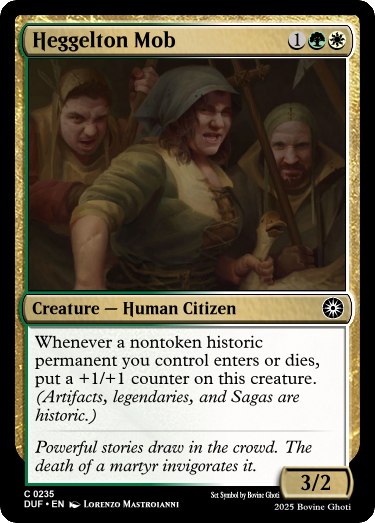 Heggelton Mob 1
Creature — Human Citizen
Whenever a nontoken historic
permanent you control enters or dies,
put a +1/+1 counter on this creature.
(Artifacts, legendaries, and Sagas are
historic.)
Powerful stories draw in the crowd. The
death of a martyr invigorates it.
3/2
C 0235
DUF • EN Lorenzo Mastroianni
Set Symbol by Bovine Ghoti
2025 Bovine Ghoti